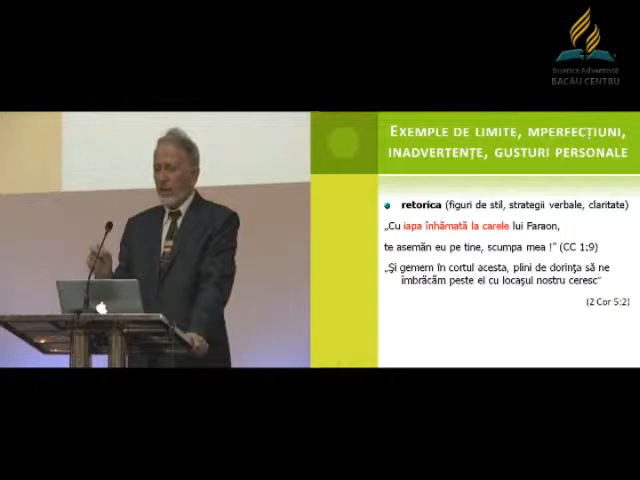 Biserica Adventistă
BACĂU CENTRU
EXEMPLE DE LIMITE, MPERFECȚIUNI,
INADVERTENȚE, GUSTURI PERSONALE
retorica (figuri de stil, strategii verbale, claritate)
„Cu iapa înhămată la carele lui Faraon,
te asemăn eu pe tine, scumpa mea !” (CC 1:9)
„Şi gemem în cortul acesta, plini de dorinţa să ne
îmbrăcăm peste el cu locaşul nostru ceresc”
(2 Cor 5:2)